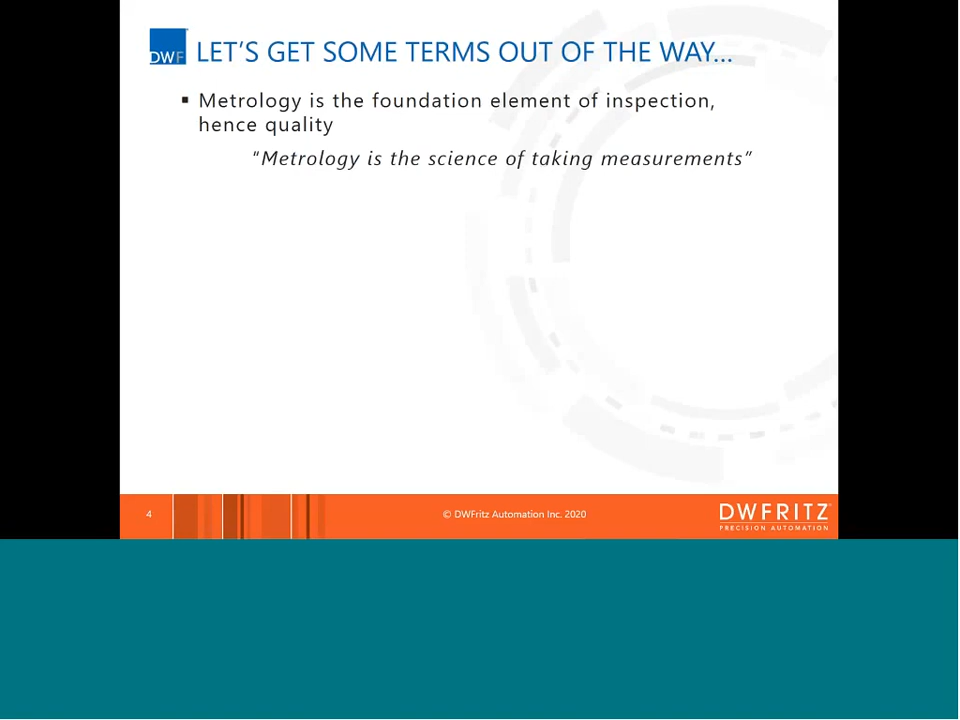 DWF
LET'S GET SOME TERMS OUT OF THE WAY...
▪ Metrology is the foundation element of inspection,
hence quality
"Metrology is the science of taking measurements"
4
© DWFritz Automation Inc. 2020
DWFRITZ
PRECISION AUTOMATION